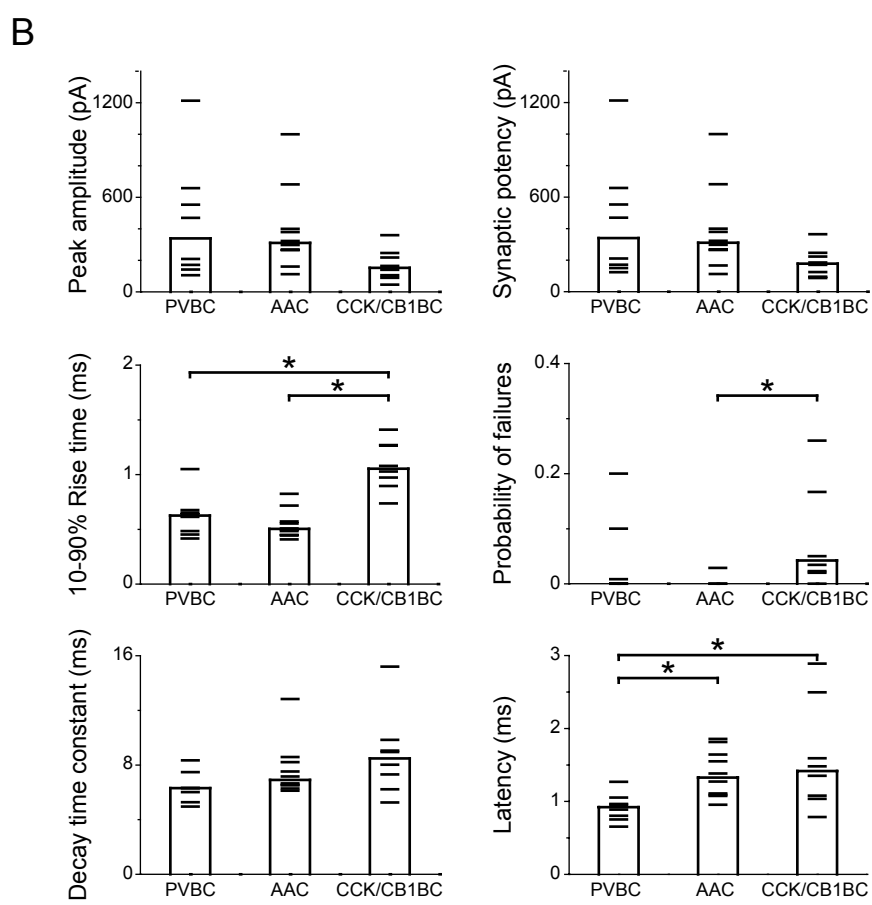 B
Peak amplitude (pA)
1200
600
0
PVBC AAC CCK/CB1BC
Synaptic potency (pA)
1200
600
0
PVBC AAC CCK/CB1BC
10-90% Rise time (ms)
2
1
0
* *
PVBC AAC CCK/CB1BC
Probability of failures
0.4
0.2
0
*
PVBC AAC CCK/CB1BC
Decay time constant (ms)
16
8
0
PVBC AAC CCK/CB1BC
Latency (ms)
3
2
1
0
* *
PVBC AAC CCK/CB1BC